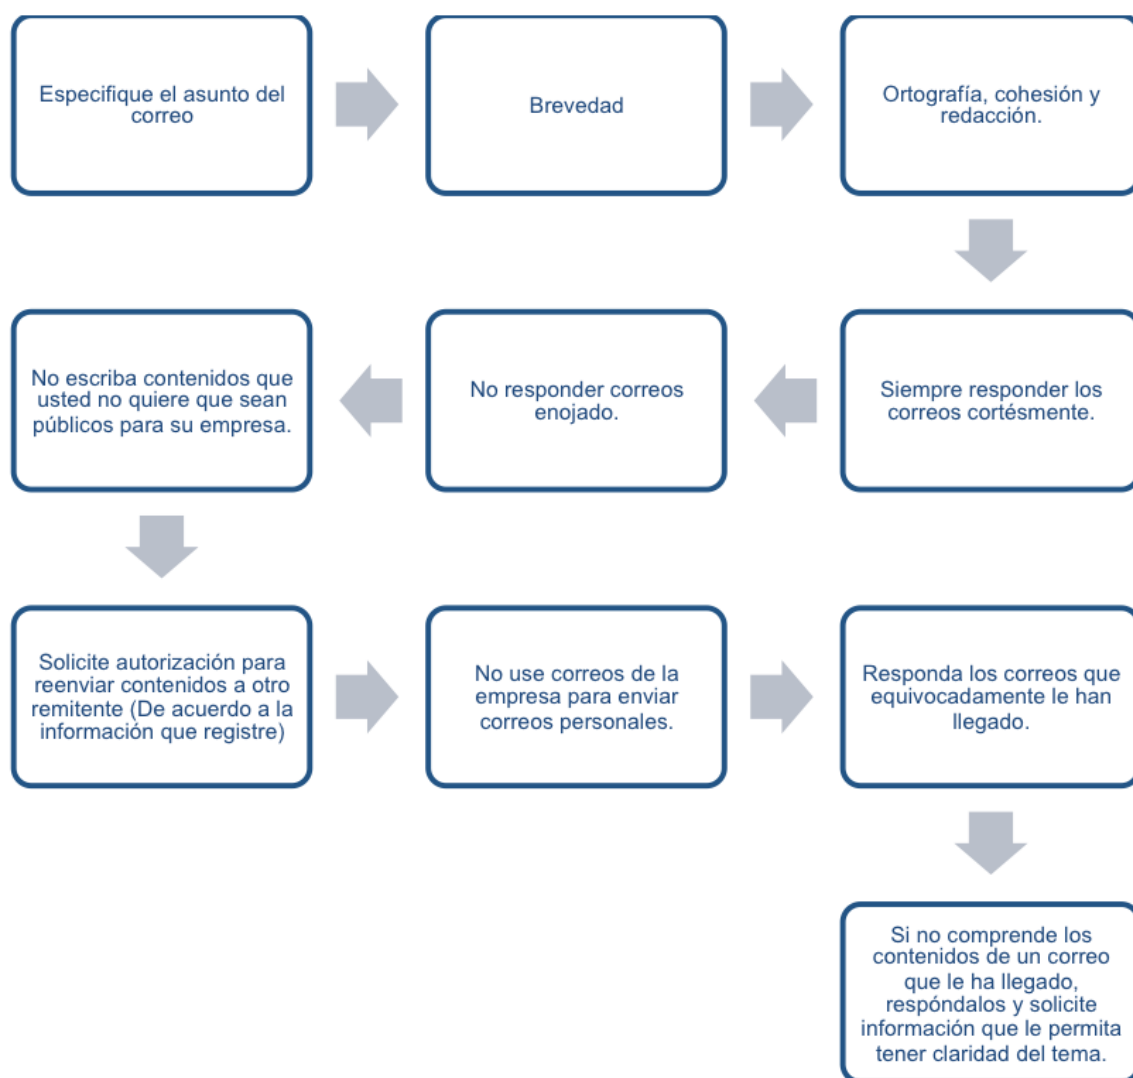 Especifique el asunto del
correo
Brevedad
Ortografía, cohesión y
redacción.
Siempre responder los
correos cortésmente.
No responder correos
enojado.
No escriba contenidos que
usted no quiere que sean
públicos para su empresa.
Solicite autorización para
reenviar contenidos a otro
remitente (De acuerdo a la
información que registre)
No use correos de la
empresa para enviar
correos personales.
Responda los correos que
equivocadamente le han
llegado.
Si no comprende los
contenidos de un correo
que le ha llegado,
respóndalos y solicite
información que le permita
tener claridad del tema.